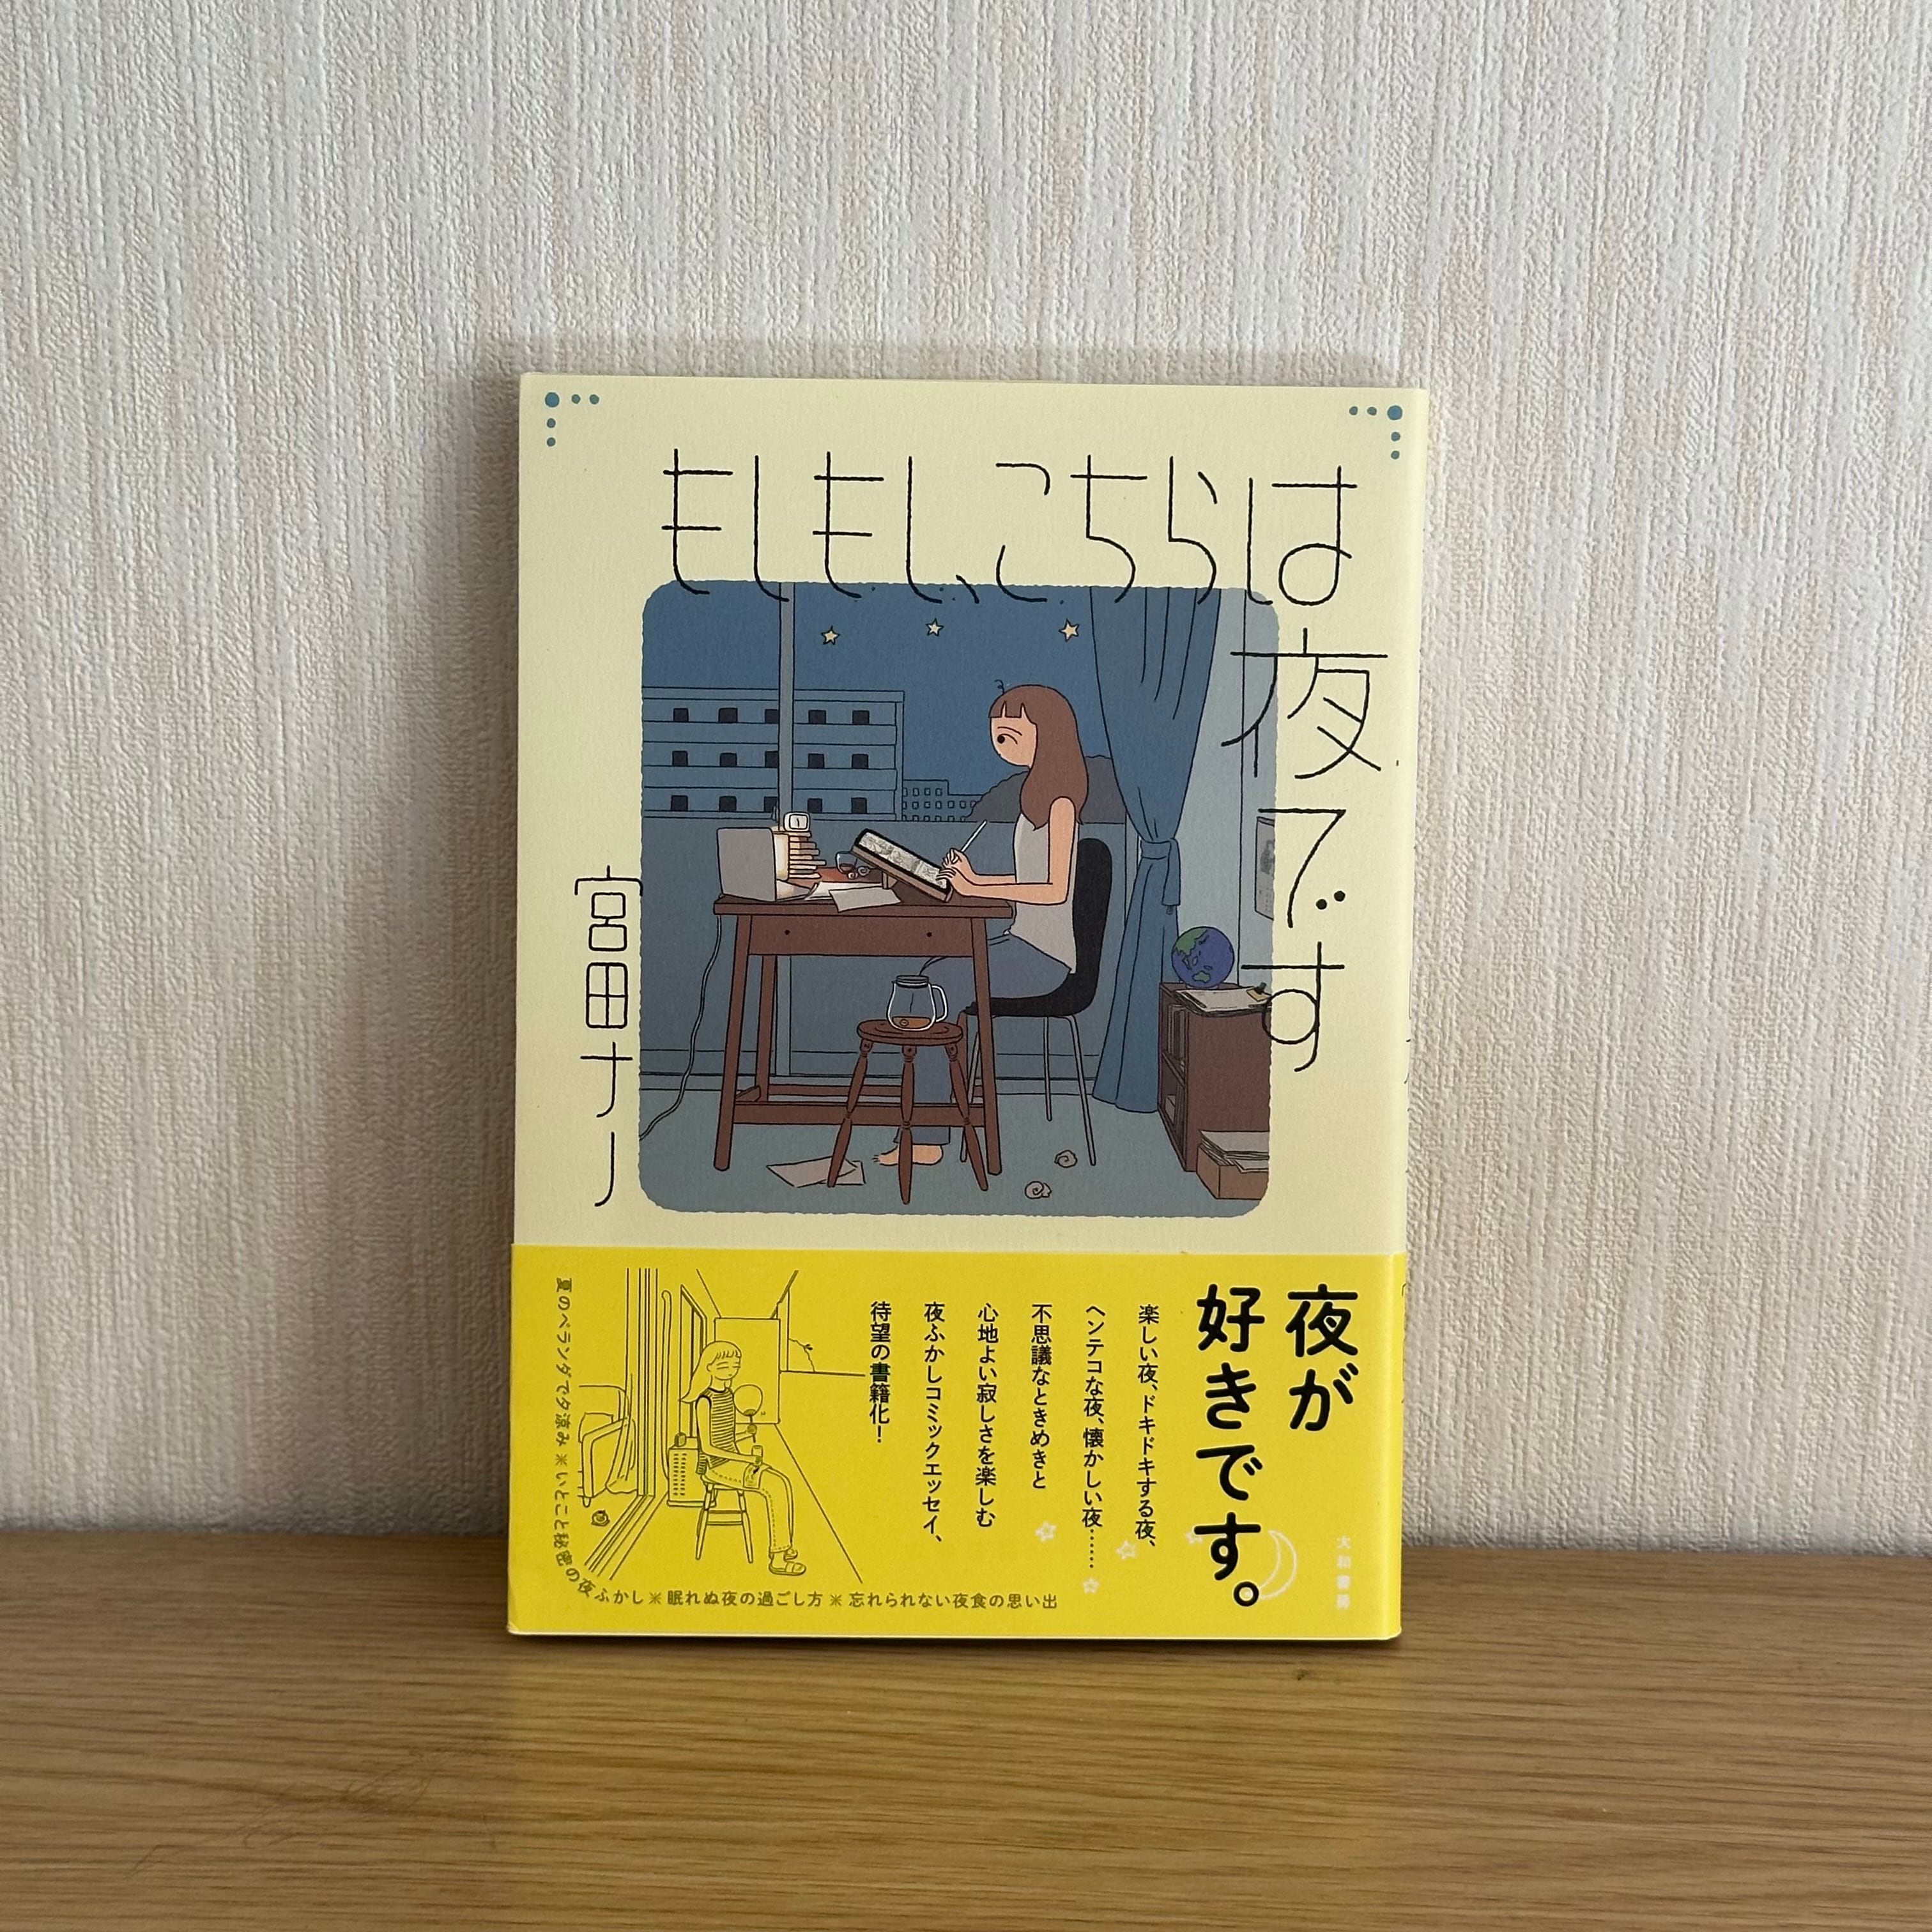 もしもし、こちらは
夜です
宮田ナノ
夜が
好きです。
楽しい夜、ドキドキする夜、
ヘンテコな夜、懐かしい夜……
不思議なときめきと
心地よい寂しさを楽しむ
夜ふかしコミックエッセイ、
待望の書籍化！
夏のベランダで夕涼み※いとこと秘密の夜ふかし※眠れぬ夜の過ごし方※忘れられない夜食の思い出
大和書房